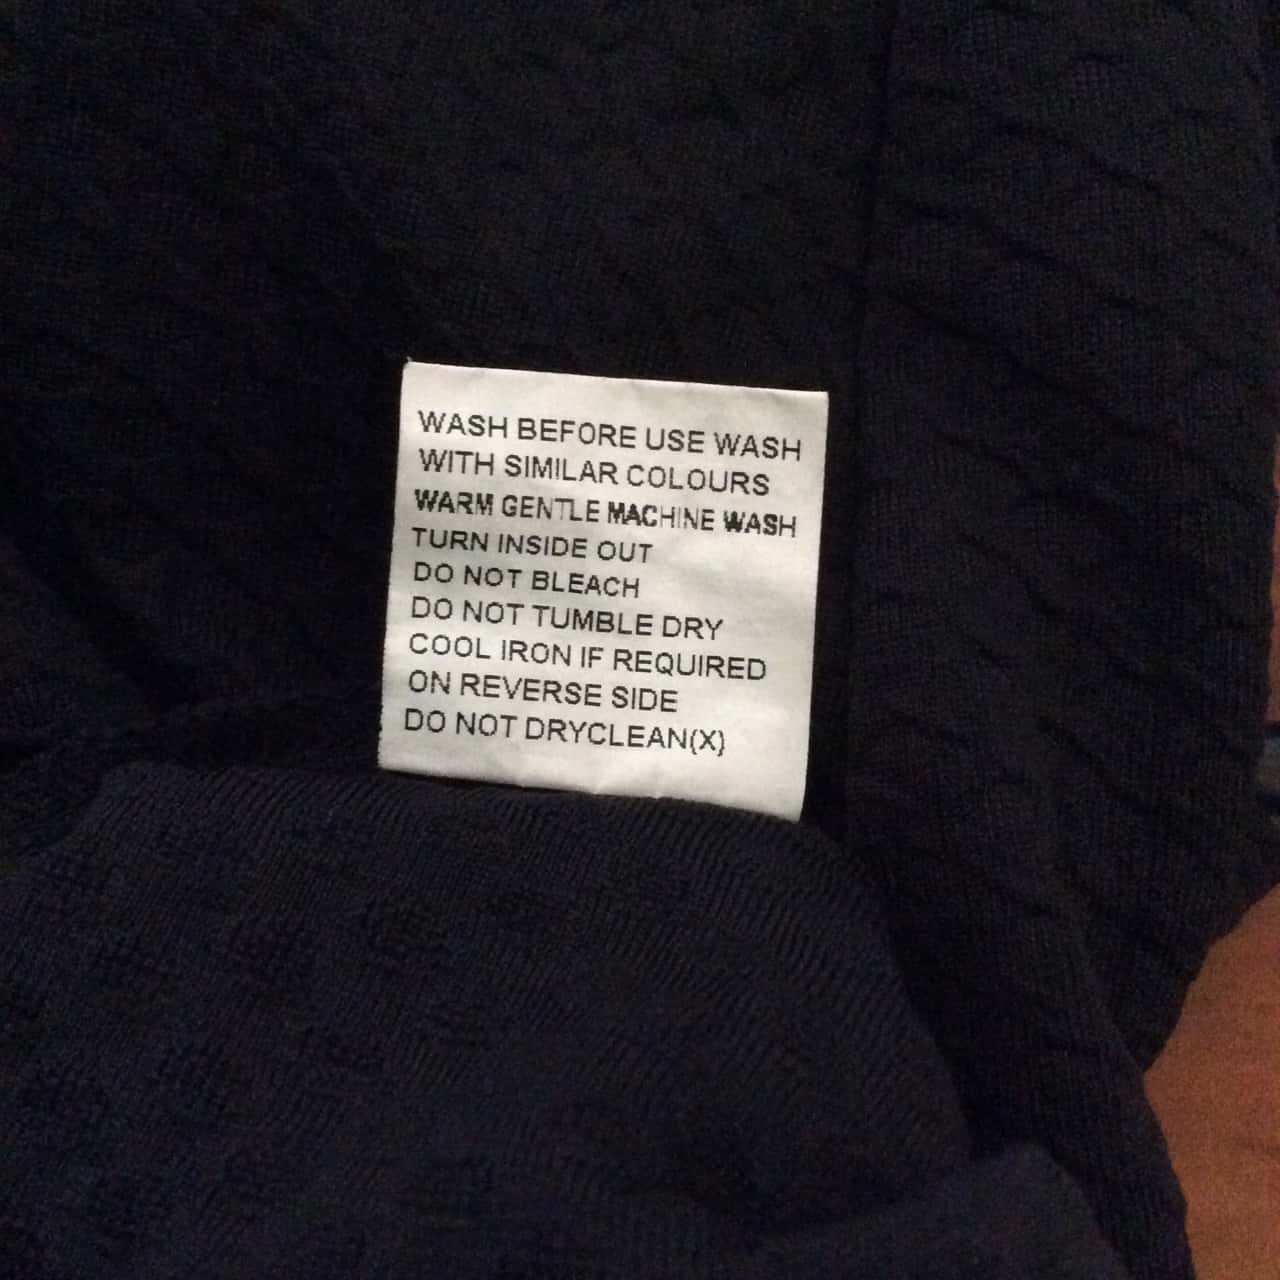 WASH BEFORE USE WASH
WITH SIMILAR COLOURS
WARM GENTLE MACHINE WASH
TURN INSIDE OUT
DO NOT BLEACH
DO NOT TUMBLE DRY
COOL IRON IF REQUIRED
ON REVERSE SIDE
DO NOT DRYCLEAN(X)